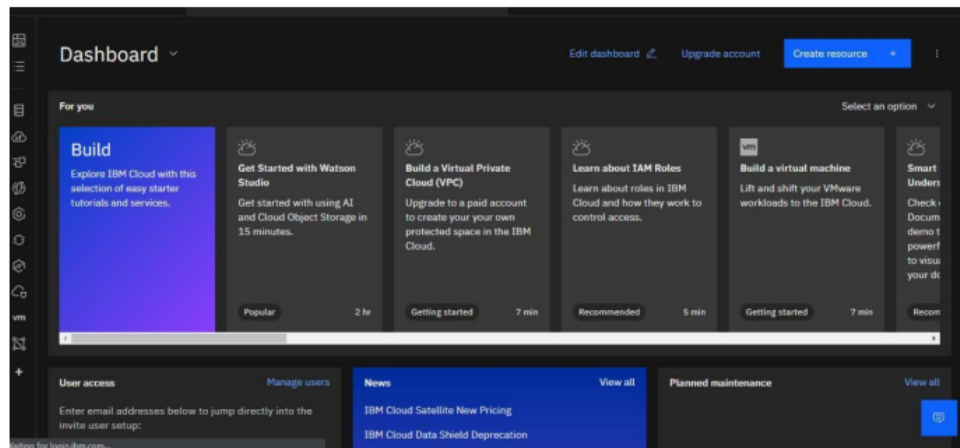 Dashboard
Edit dashboard
Upgrade account
Create resource +
For you
Select an option
Build
Explore IBM Cloud with this
selection of easy starter
tutorials and services.
Get Started with Watson
Studio
Get started with using AI
and Cloud Object Storage in
15 minutes.
Popular 2 hr
Build a Virtual Private
Cloud (VPC)
Upgrade to a paid account
to create your your own
protected space in the IBM
Cloud.
Getting started 7 min
Learn about IAM Roles
Learn about roles in IBM
Cloud and how they work to
control access.
Recommended 5 min
vm
Build a virtual machine
Lift and shift your VMware
workloads to the IBM Cloud.
Getting started 7 min
Smart
Unders
Check
Docum
demo t
powerf
to visu
your do
Recom
vm
User access Manage users
Enter email addresses below to jump directly into the
invite user setup:
News View all
IBM Cloud Satellite New Pricing
IBM Cloud Data Shield Deprecation
Planned maintenance View all
Waiting for login.ibm.com...